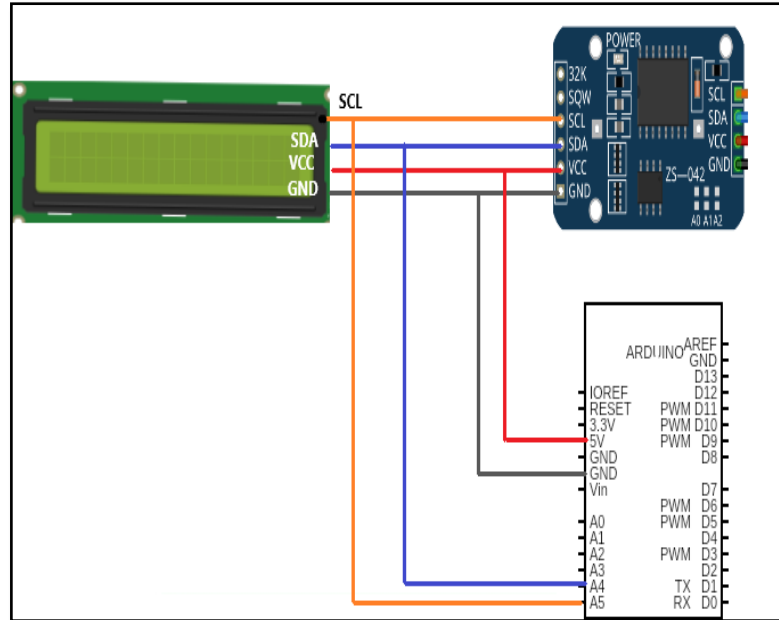 SCL
SDA
VCC
GND
POWER
32K
SQW
SCL
SDA
VCC
GND
ZS-042
A0 A1A2
SCL
SDA
VCC
GND
ARDUINO
IOREF
RESET
3.3V
5V
GND
GND
Vin
A0
A1
A2
A3
A4
A5
AREF
GND
D13
D12
PWM D11
PWM D10
PWM D9
D8
D7
PWM D6
PWM D5
D4
PWM D3
D2
TX D1
RX D0